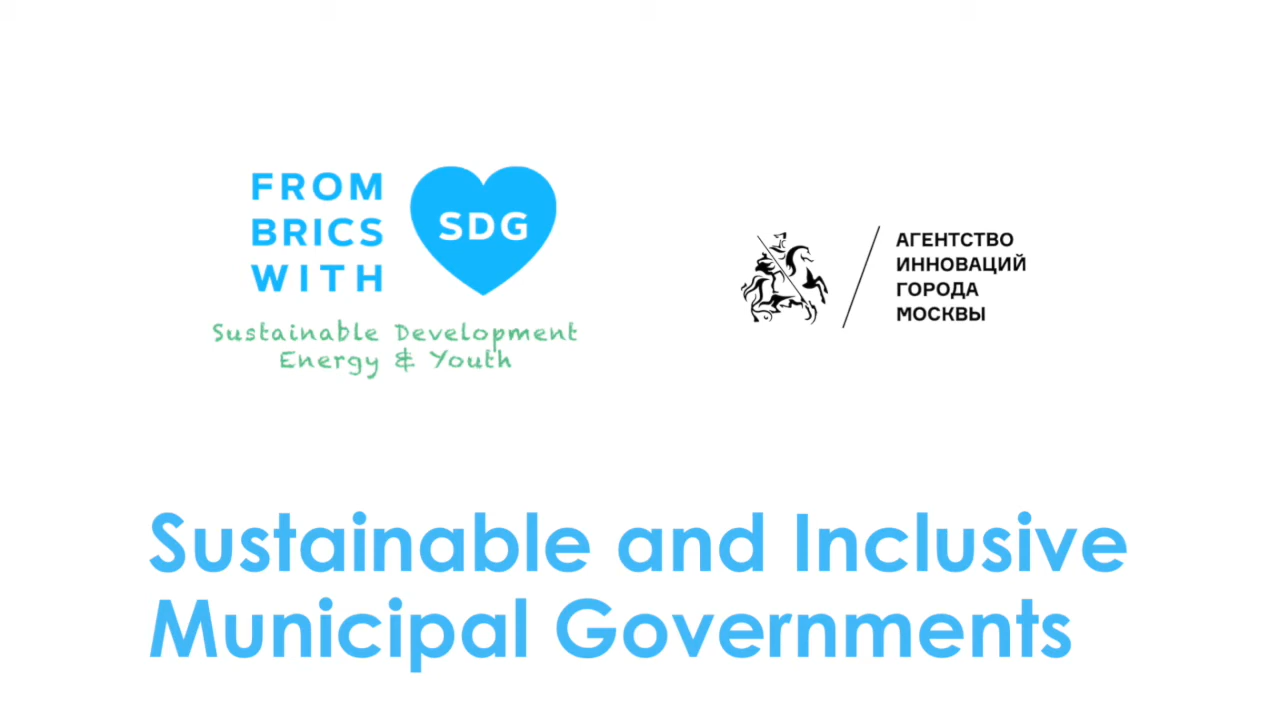 FROM
BRICS
WITH
SDG
Sustainable Development
Energy & Youth
АГЕНТСТВО
ИННОВАЦИЙ
ГОРОДА
МОСКВЫ
Sustainable and Inclusive
Municipal Governments